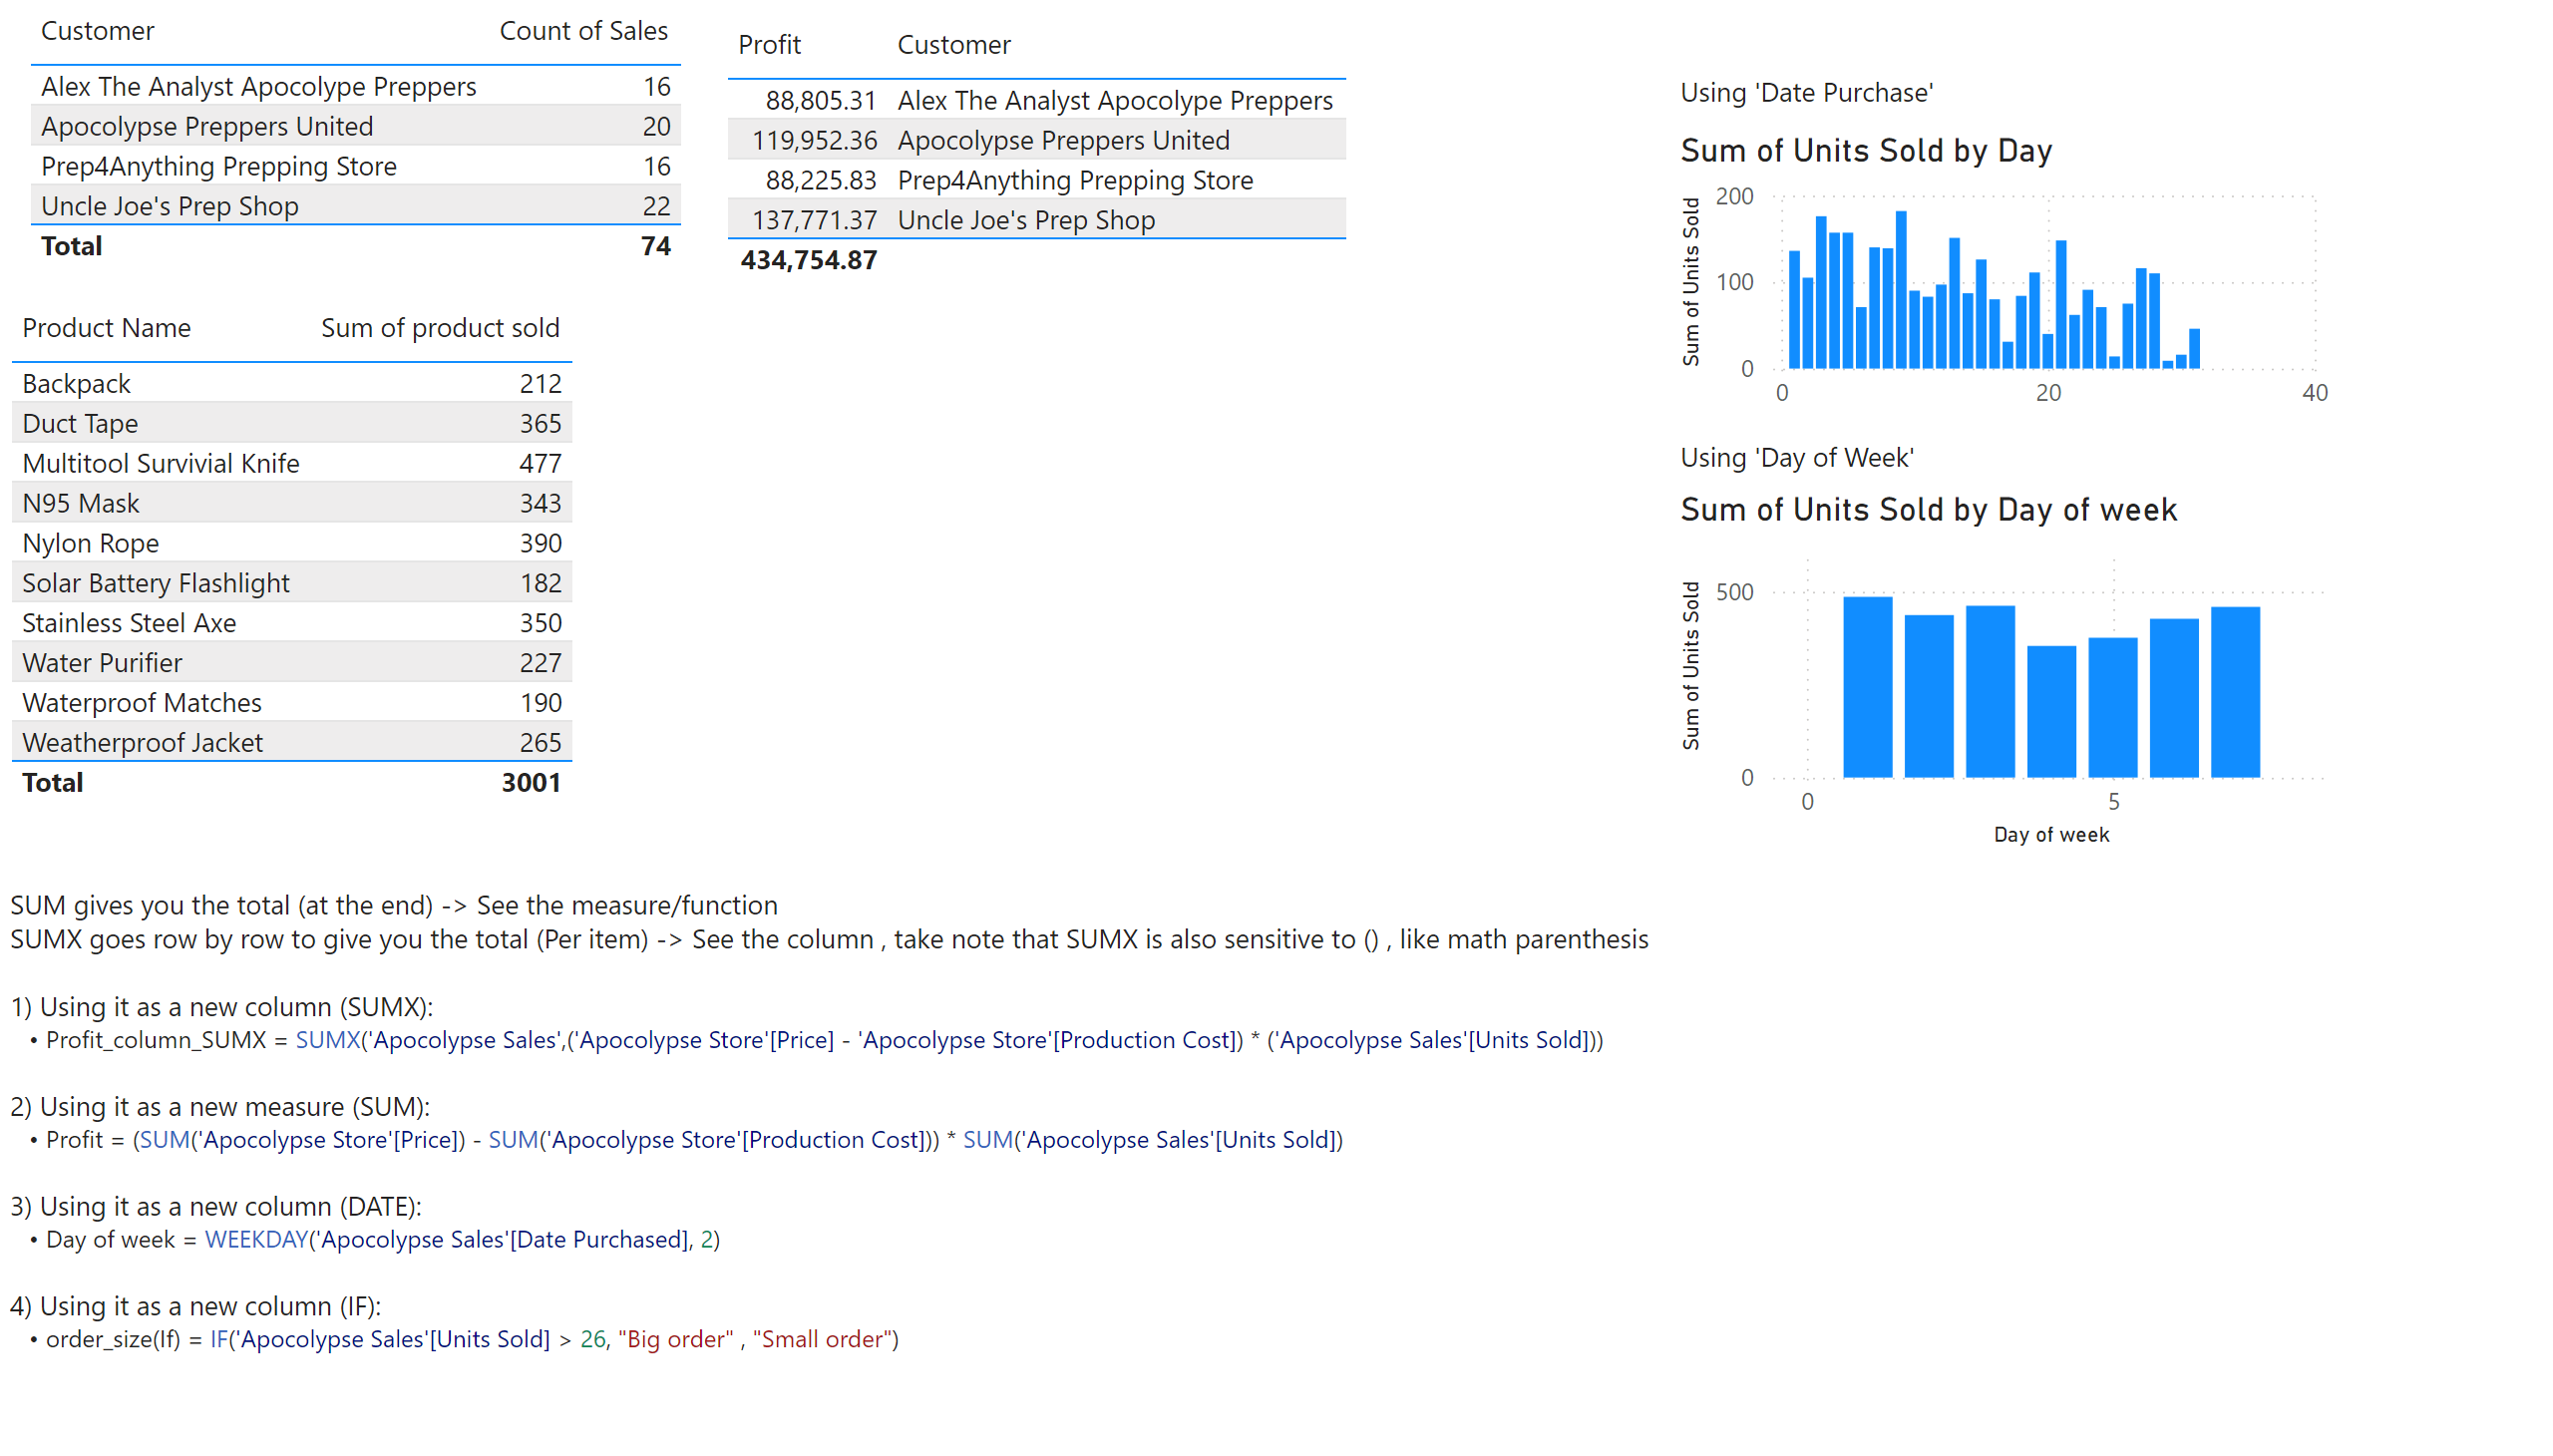 Customer Count of Sales
Alex The Analyst Apocolype Preppers 16
Apocolypse Preppers United 20
Prep4Anything Prepping Store 16
Uncle Joe's Prep Shop 22
Total 74
Profit Customer
88,805.31 Alex The Analyst Apocolype Preppers
119,952.36 Apocolypse Preppers United
88,225.83 Prep4Anything Prepping Store
137,771.37 Uncle Joe's Prep Shop
434,754.87
Product Name Sum of product sold
Backpack 212
Duct Tape 365
Multitool Survivial Knife 477
N95 Mask 343
Nylon Rope 390
Solar Battery Flashlight 182
Stainless Steel Axe 350
Water Purifier 227
Waterproof Matches 190
Weatherproof Jacket 265
Total 3001
Using 'Date Purchase'
Sum of Units Sold by Day
Sum of Units Sold
200
100
0
0 20 40
Using 'Day of Week'
Sum of Units Sold by Day of week
Sum of Units Sold
500
0
0 5
Day of week
SUM gives you the total (at the end) -> See the measure/function
SUMX goes row by row to give you the total (Per item) -> See the column , take note that SUMX is also sensitive to () , like math parenthesis
1) Using it as a new column (SUMX):
• Profit_column_SUMX = SUMX('Apocolypse Sales',('Apocolypse Store'[Price] - 'Apocolypse Store'[Production Cost]) * ('Apocolypse Sales'[Units Sold]))
2) Using it as a new measure (SUM):
• Profit = (SUM('Apocolypse Store'[Price]) - SUM('Apocolypse Store'[Production Cost])) * SUM('Apocolypse Sales'[Units Sold])
3) Using it as a new column (DATE):
• Day of week = WEEKDAY('Apocolypse Sales'[Date Purchased], 2)
4) Using it as a new column (IF):
• order_size(If) = IF('Apocolypse Sales'[Units Sold] > 26, "Big order" , "Small order")